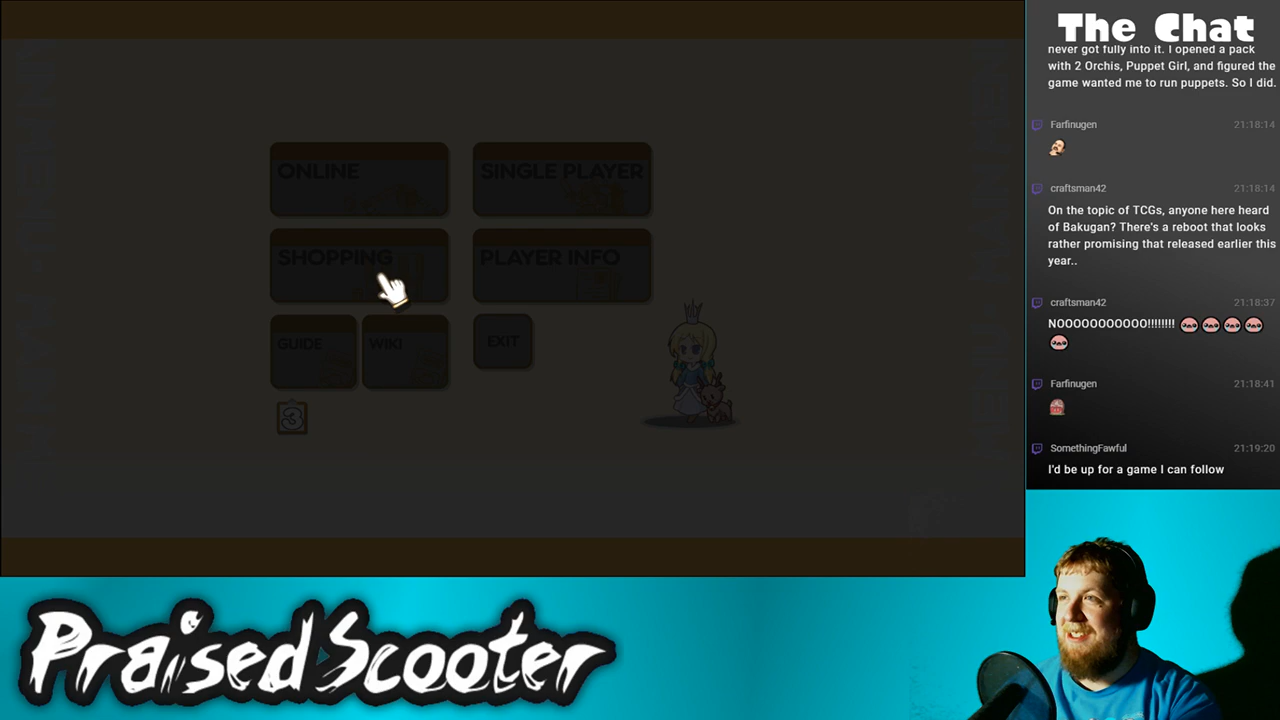 ONLINE
SINGLE PLAYER
SHOPPING
PLAYER INFO
GUIDE
WIKI
EXIT
3
The Chat
never got fully into it. I opened a pack
with 2 Orchis, Puppet Girl, and figured the
game wanted me to run puppets. So I did.
Farfinugen 21:18:14
craftsman42 21:18:14
On the topic of TCGs, anyone here heard
of Bakugan? There's a reboot that looks
rather promising that released earlier this
year..
craftsman42 21:18:37
NOOOOOOOOOOO!!!!!!!!
Farfinugen 21:18:41
SomethingFawful 21:19:20
I'd be up for a game I can follow
PraisedScooter